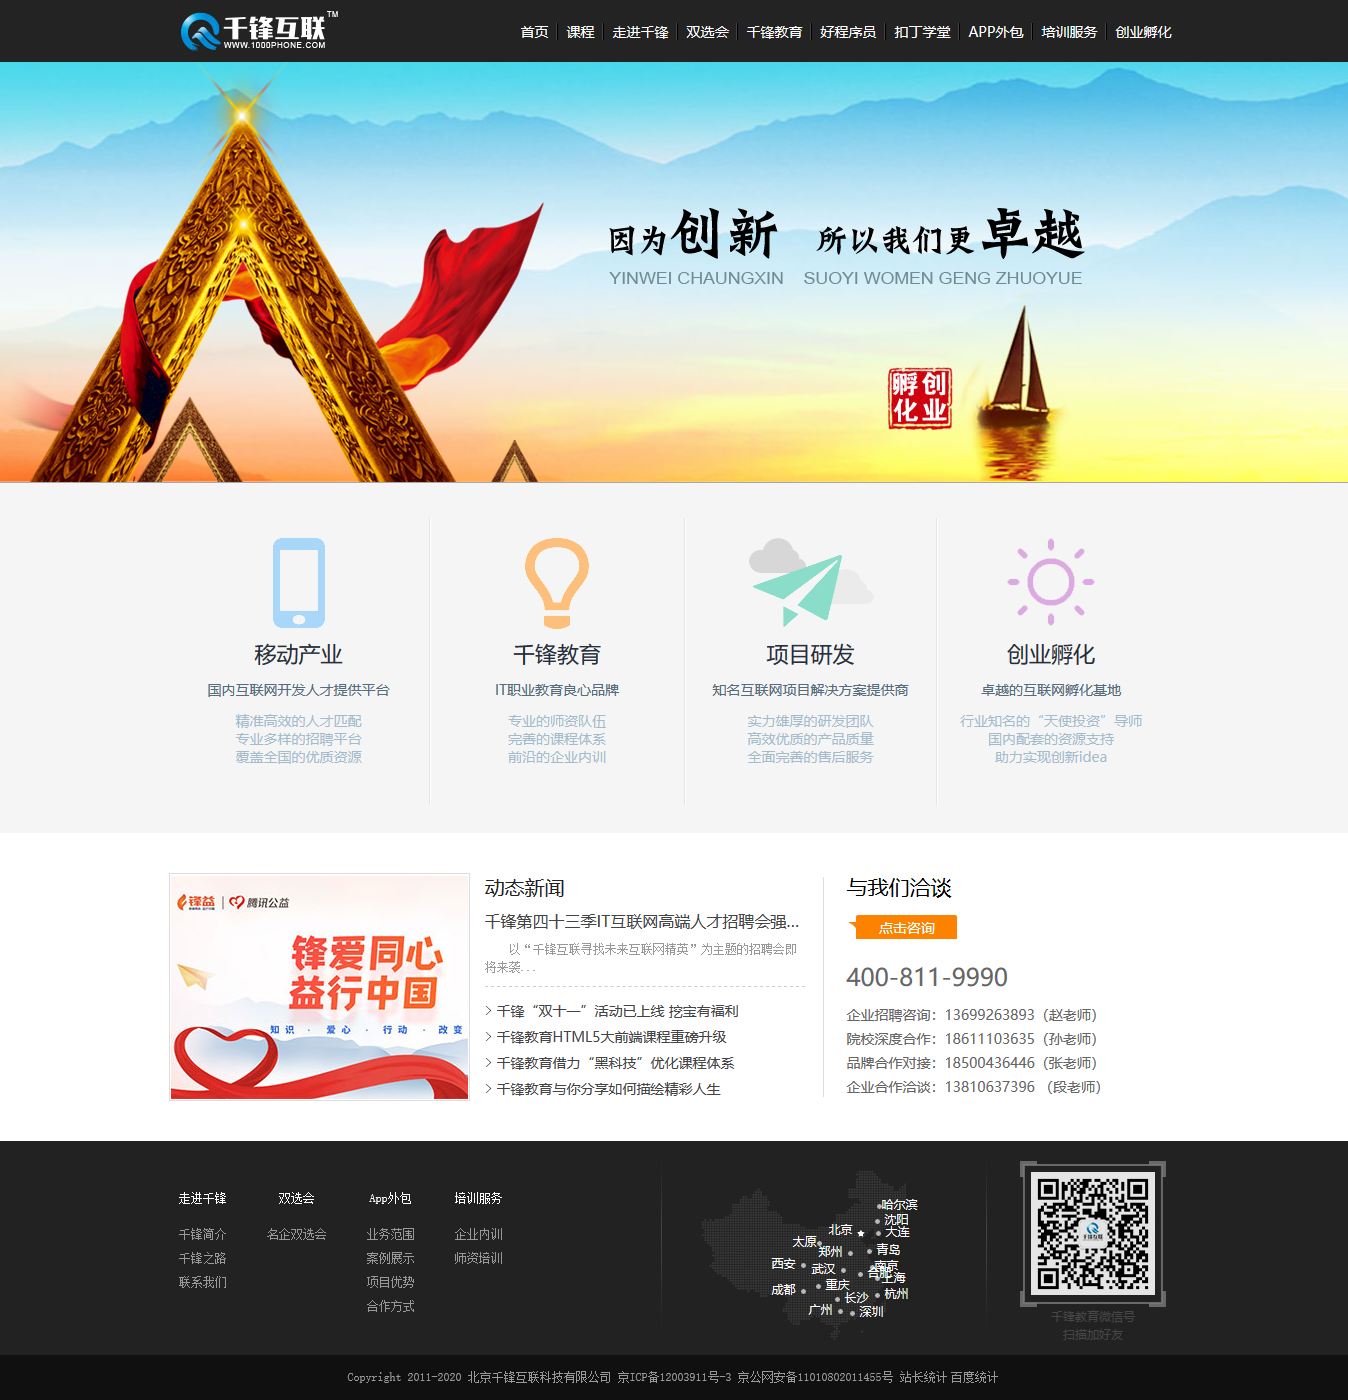 千锋互联™
WWW.1000PHONE.COM
首页 课程 走进千锋 双选会 千锋教育 好程序员 扣丁学堂 APP外包 培训服务 创业孵化
因为创新 所以我们更卓越
YINWEI CHAUNGXIN SUOYI WOMEN GENG ZHUOYUE
创业
孵化
移动产业
国内互联网开发人才提供平台
精准高效的人才匹配
专业多样的招聘平台
覆盖全国的优质资源
千锋教育
IT职业教育良心品牌
专业的师资队伍
完善的课程体系
前沿的企业内训
项目研发
知名互联网项目解决方案提供商
实力雄厚的研发团队
高效优质的产品质量
全面完善的售后服务
创业孵化
卓越的互联网孵化基地
行业知名的“天使投资”导师
国内配套的资源支持
助力实现创新idea
锋益 | 腾讯公益
锋爱同心
益行中国
知识 · 爱心 · 行动 · 改变
动态新闻
千锋第四十三季IT互联网高端人才招聘会强...
以“千锋互联寻找未来互联网精英”为主题的招聘会即
将来袭...
千锋“双十一”活动已上线 挖宝有福利
千锋教育HTML5大前端课程重磅升级
千锋教育借力“黑科技”优化课程体系
千锋教育与你分享如何描绘精彩人生
与我们洽谈
点击咨询
400-811-9990
企业招聘咨询：13699263893（赵老师）
院校深度合作：18611103635（孙老师）
品牌合作对接：18500436446（张老师）
企业合作洽谈：13810637396 （段老师）
走进千锋
千锋简介
千锋之路
联系我们
双选会
名企双选会
App外包
业务范围
案例展示
项目优势
合作方式
培训服务
企业内训
师资培训
哈尔滨
沈阳
北京
大连
太原
郑州
青岛
西安
武汉
南京
合肥
上海
成都
重庆
杭州
长沙
广州
深圳
千锋互联
千锋教育微信号
扫描加好友
Copyright 2011-2020 北京千锋互联科技有限公司 京ICP备12003911号-3 京公网安备11010802011455号 站长统计 百度统计